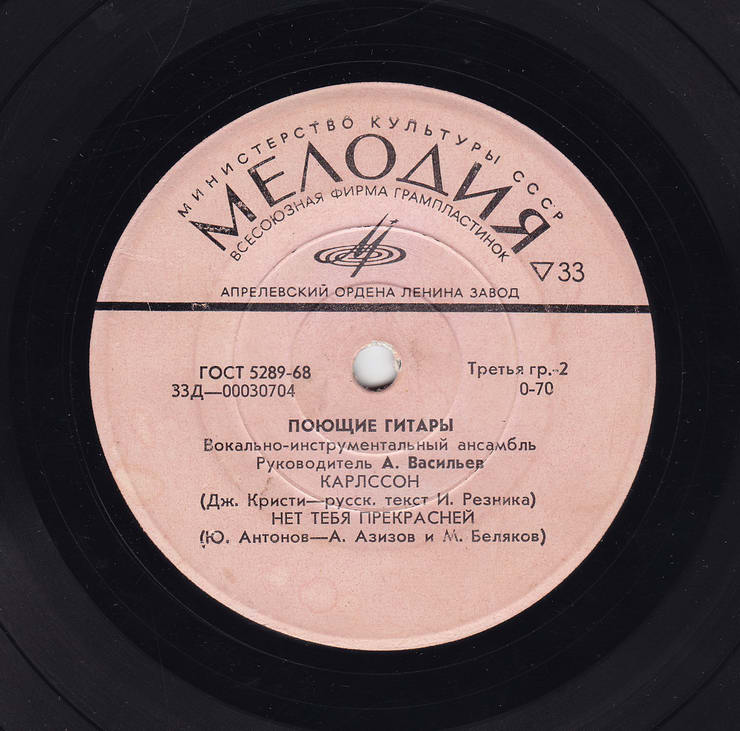 МИНИСТЕРСТВО КУЛЬТУРЫ СССР
МЕЛОДИЯ
ВСЕСОЮЗНАЯ ФИРМА ГРАМПЛАСТИНОК
33
АПРЕЛЕВСКИЙ ОРДЕНА ЛЕНИНА ЗАВОД
ГОСТ 5289-68 Третья гр.-2
33Д—00030704 0-70
ПОЮЩИЕ ГИТАРЫ
Вокально-инструментальный ансамбль
Руководитель А. Васильев
КАРЛССОН
(Дж. Кристи—русск. текст И. Резника)
НЕТ ТЕБЯ ПРЕКРАСНЕЙ
(Ю. Антонов—А. Азизов и М. Беляков)